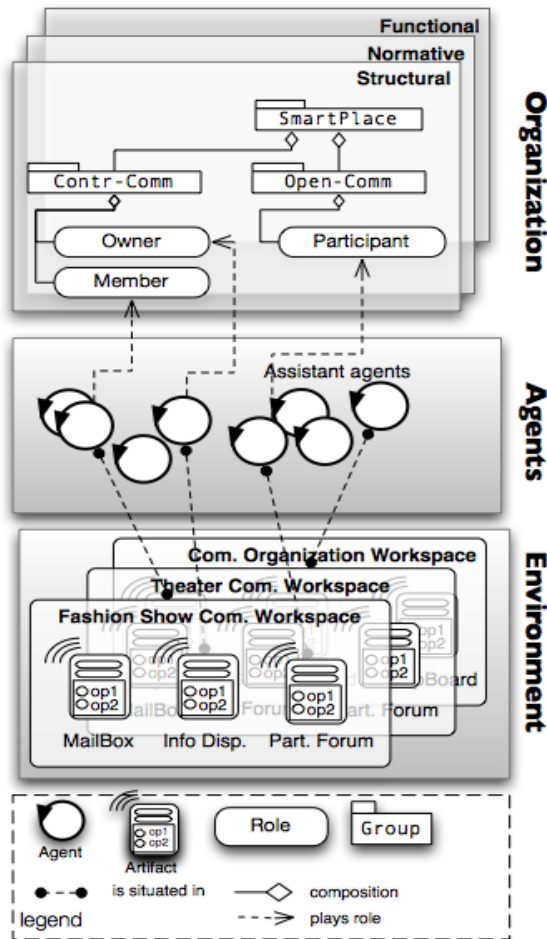 Functional
Normative
Structural
SmartPlace
Contr-Comm
Open-Comm
Owner
Participant
Member
Organization
Assistant agents
Agents
Com. Organization Workspace
Theater Com. Workspace
Fashion Show Com. Workspace
op1
op2
op1
op2
op1
op2
op1
op2
MailBox
Info Disp.
Part. Forum
MailBo
Forum
Part. Forum
Board
Environment
Agent
op1
op2
Artifact
Role
Group
is situated in
composition
plays role
legend